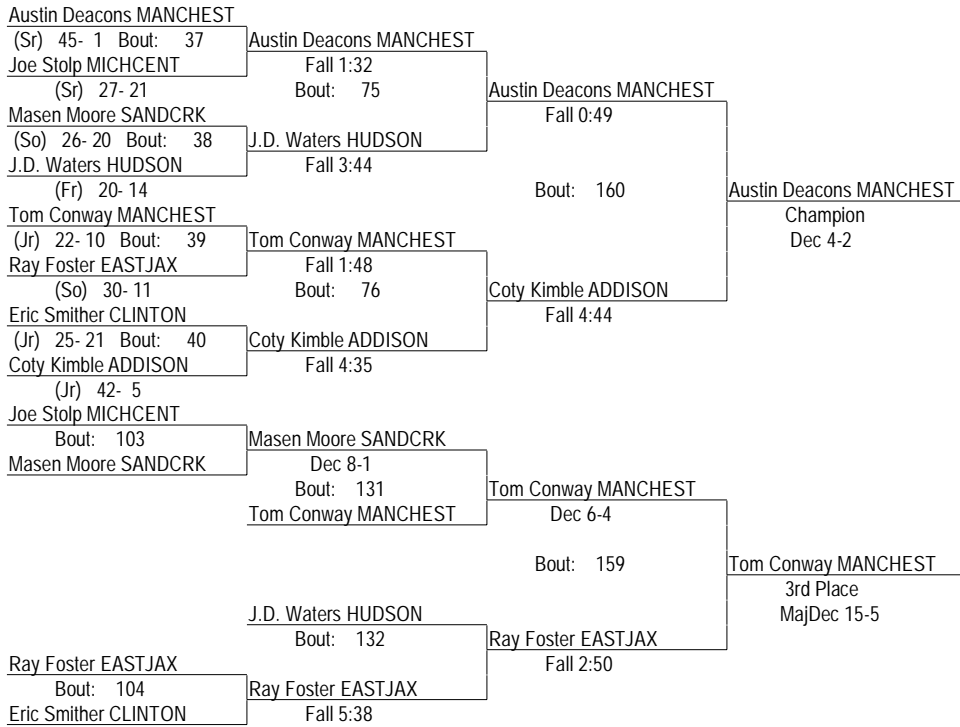 Austin Deacons MANCHEST
(Sr) 45- 1 Bout: 37
Austin Deacons MANCHEST
Joe Stolp MICHCENT
Fall 1:32
(Sr) 27- 21
Bout: 75
Austin Deacons MANCHEST
Masen Moore SANDCRK
Fall 0:49
(So) 26- 20 Bout: 38
J.D. Waters HUDSON
J.D. Waters HUDSON
Fall 3:44
(Fr) 20- 14
Bout: 160
Austin Deacons MANCHEST
Tom Conway MANCHEST
Champion
(Jr) 22- 10 Bout: 39
Tom Conway MANCHEST
Dec 4-2
Ray Foster EASTJAX
Fall 1:48
(So) 30- 11
Bout: 76
Coty Kimble ADDISON
Eric Smither CLINTON
Fall 4:44
(Jr) 25- 21 Bout: 40
Coty Kimble ADDISON
Coty Kimble ADDISON
Fall 4:35
(Jr) 42- 5
Joe Stolp MICHCENT
Bout: 103
Masen Moore SANDCRK
Masen Moore SANDCRK
Dec 8-1
Bout: 131
Tom Conway MANCHEST
Tom Conway MANCHEST
Dec 6-4
Bout: 159
Tom Conway MANCHEST
3rd Place
J.D. Waters HUDSON
MajDec 15-5
Bout: 132
Ray Foster EASTJAX
Ray Foster EASTJAX
Fall 2:50
Bout: 104
Ray Foster EASTJAX
Eric Smither CLINTON
Fall 5:38